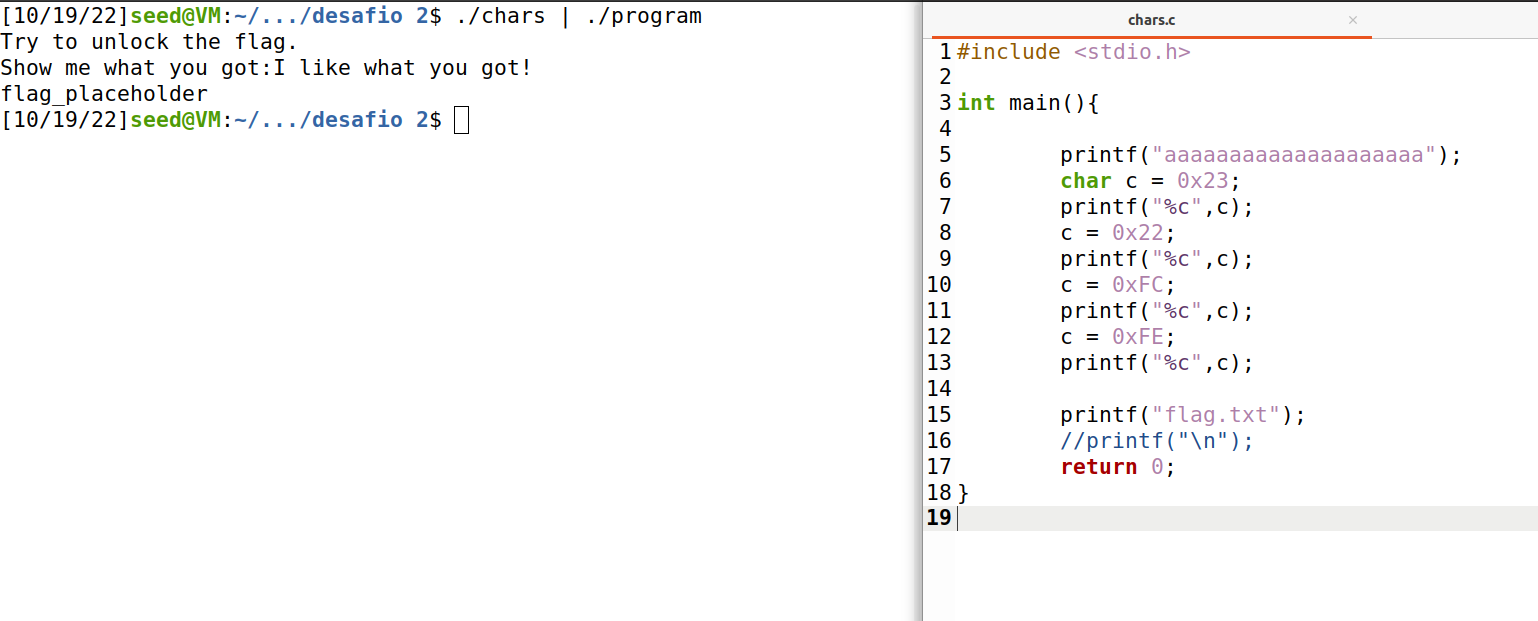 [10/19/22]seed@VM:~/.../desafio 2$ ./chars | ./program
Try to unlock the flag.
Show me what you got:I like what you got!
flag_placeholder
[10/19/22]seed@VM:~/.../desafio 2$
chars.c ×
1 #include <stdio.h>
2
3 int main(){
4
5 printf("aaaaaaaaaaaaaaaaaaaa");
6 char c = 0x23;
7 printf("%c",c);
8 c = 0x22;
9 printf("%c",c);
10 c = 0xFC;
11 printf("%c",c);
12 c = 0xFE;
13 printf("%c",c);
14
15 printf("flag.txt");
16 //printf("\n");
17 return 0;
18 }
19